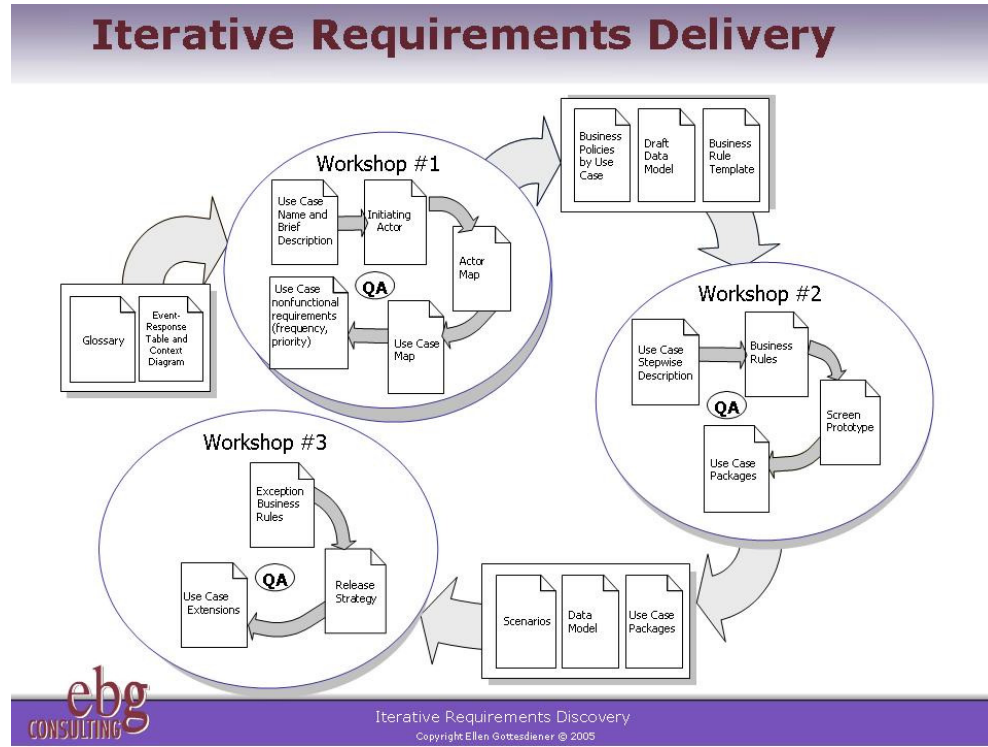 Iterative Requirements Delivery
Workshop #1
Use Case
Name and
Brief
Description
Initiating
Actor
Actor
Map
Use Case
Map
Use Case
nonfunctional
requirements
(frequency,
priority)
QA
Glossary
Event-
Response
Table and
Context
Diagram
Business
Policies
by Use
Case
Draft
Data
Model
Business
Rule
Template
Workshop #2
Use Case
Stepwise
Description
Business
Rules
Screen
Prototype
Use Case
Packages
QA
Scenarios
Data
Model
Use Case
Packages
Workshop #3
Exception
Business
Rules
Release
Strategy
Use Case
Extensions
QA
ebg
CONSULTING
Iterative Requirements Discovery
Copyright Ellen Gottesdiener © 2005